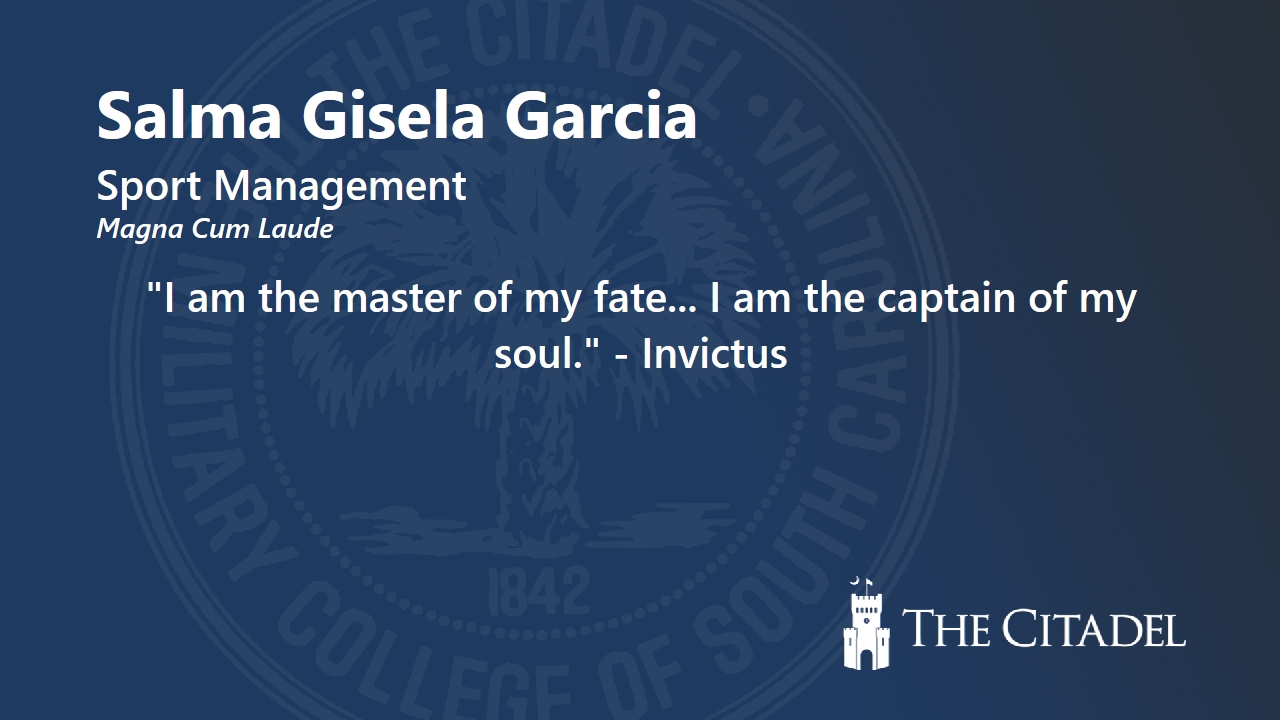 Salma Gisela Garcia
Sport Management
Magna Cum Laude
"I am the master of my fate... I am the captain of my
soul." - Invictus
THE CITADEL
THE CITADEL • THE MILITARY COLLEGE OF SOUTH CAROLINA
1842